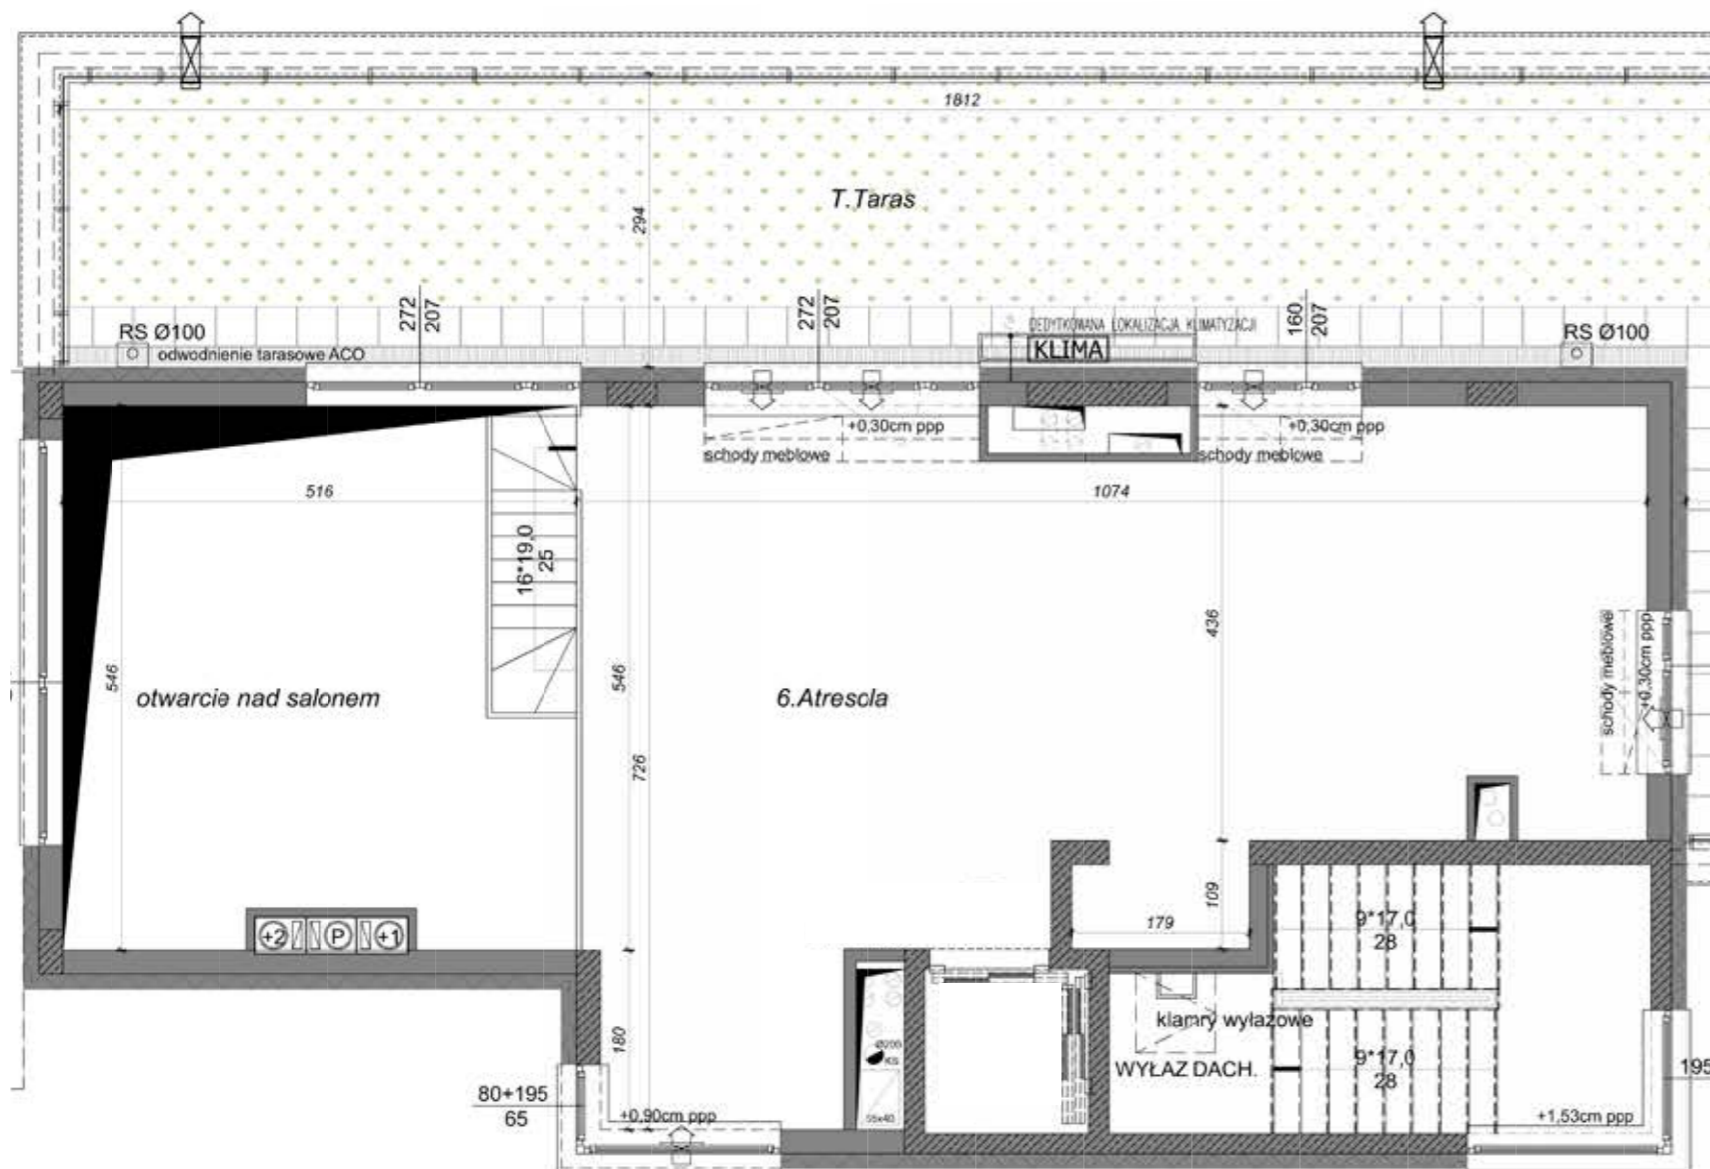 1812
T.Taras
294
272
207
272
207
160
207
RS Ø100
odwodnienie tarasowe ACO
DEDYTKOWANA LOKALIZACJA KLIMATYZACJI
KLIMA
RS Ø100
+0,30cm ppp
schody meblowe
+0,30cm ppp
schody meblowe
516
1074
16*19,0
25
436
546
otwarcie nad salonem
546
6.Atrescla
726
schody meblowe
+0,30cm ppp
109
179
9*17,0
28
+2
P
+1
180
klamry wyłazowe
WYŁAZ DACH.
Ø200
KS
55x40
9*17,0
28
195
80+195
65
+0,90cm ppp
+1,53cm ppp